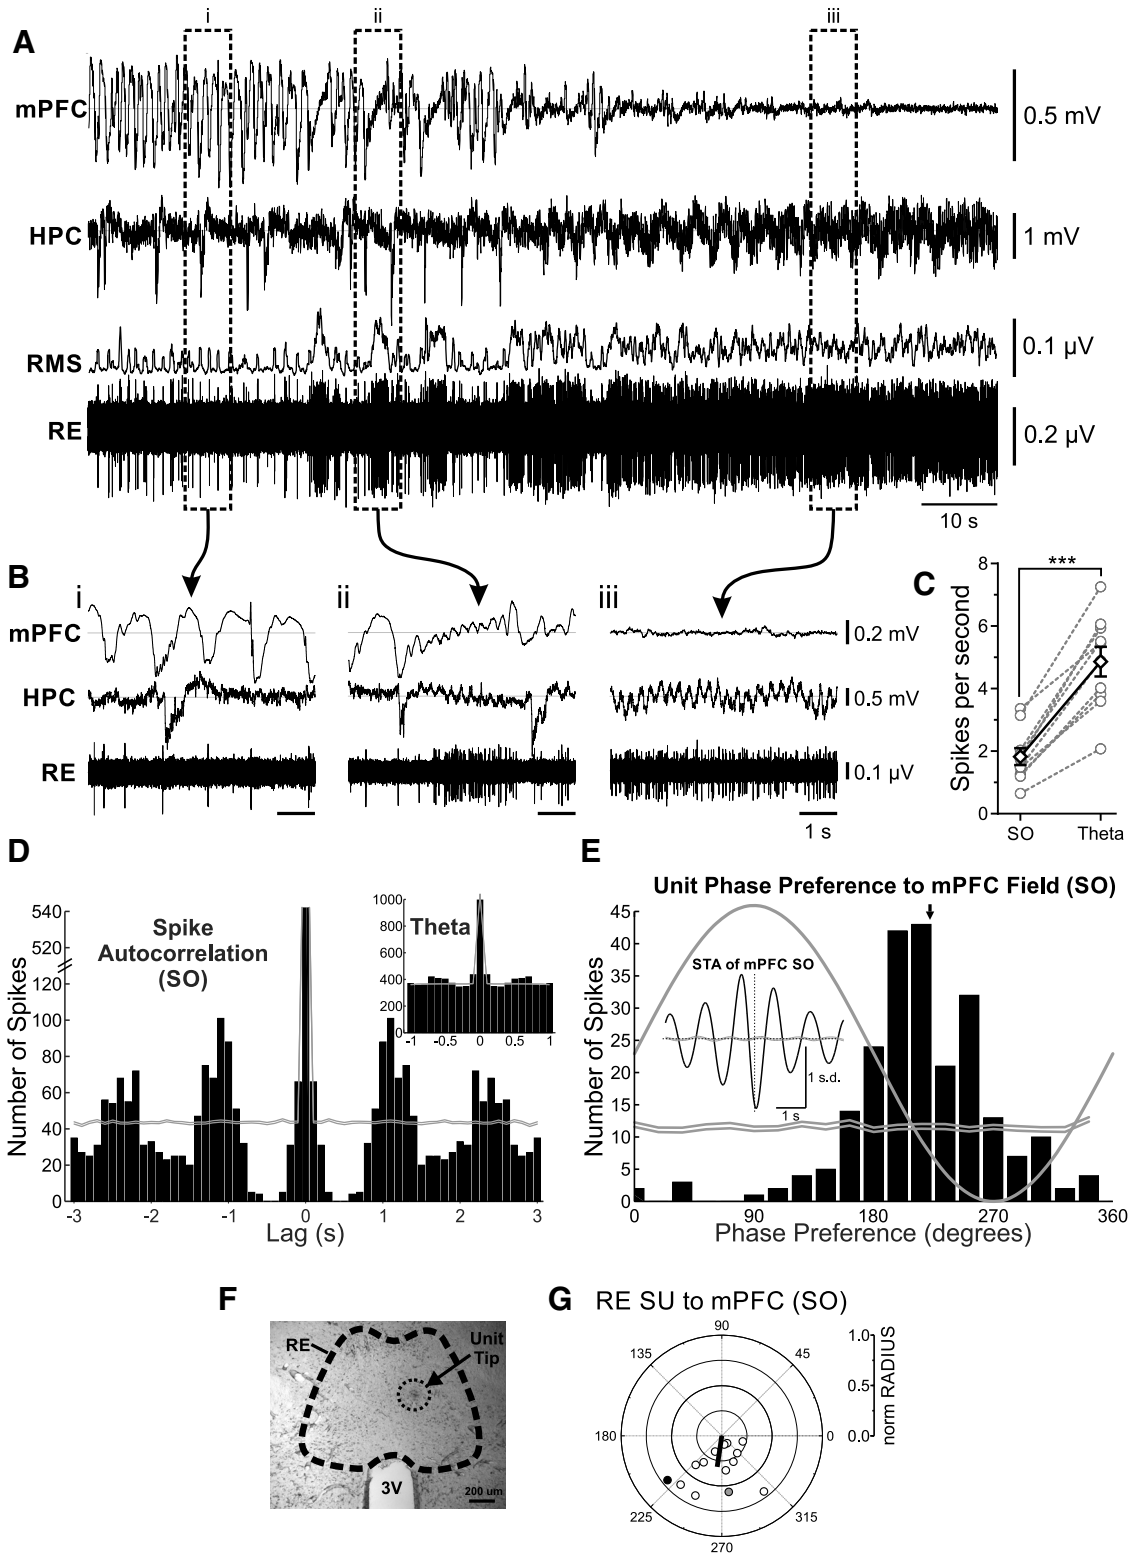 i
ii
iii
A
mPFC
0.5 mV
HPC
1 mV
RMS
0.1 µV
RE
0.2 µV
10 s
B
i
ii
iii
mPFC
0.2 mV
HPC
0.5 mV
RE
0.1 µV
1 s
C
***
Spikes per second
8
6
4
2
0
SO
Theta
D
Spike
Autocorrelation
(SO)
Number of Spikes
540
520
120
100
80
60
40
20
0
-3
-2
-1
0
1
2
3
Lag (s)
Theta
1000
800
600
400
200
0
-1
-0.5
0
0.5
1
E
Unit Phase Preference to mPFC Field (SO)
Number of Spikes
45
40
35
30
25
20
15
10
5
0
0
90
180
270
360
Phase Preference (degrees)
STA of mPFC SO
1 s.d.
1 s
F
RE
Unit
Tip
3V
200 um
G
RE SU to mPFC (SO)
90
135
45
180
0
225
315
270
1.0
0.5
0.0
norm RADIUS